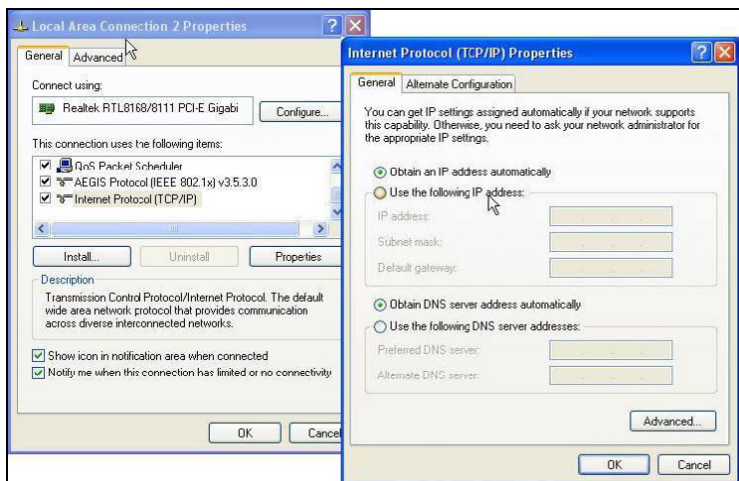 Local Area Connection 2 Properties
General
Advanced
Connect using:
Realtek RTL8168/8111 PCI-E Gigabi
Configure...
This connection uses the following items:
QoS Packet Scheduler
AEGIS Protocol (IEEE 802.1x) v3.5.3.0
Internet Protocol (TCP/IP)
Install...
Uninstall
Properties
Description
Transmission Control Protocol/Internet Protocol. The default
wide area network protocol that provides communication
across diverse interconnected networks.
Show icon in notification area when connected
Notify me when this connection has limited or no connectivity
OK
Cancel
Internet Protocol (TCP/IP) Properties
General
Alternate Configuration
You can get IP settings assigned automatically if your network supports
this capability. Otherwise, you need to ask your network administrator for
the appropriate IP settings.
Obtain an IP address automatically
Use the following IP address:
IP address:
Subnet mask:
Default gateway:
Obtain DNS server address automatically
Use the following DNS server addresses:
Preferred DNS server:
Alternate DNS server:
Advanced...
OK
Cancel